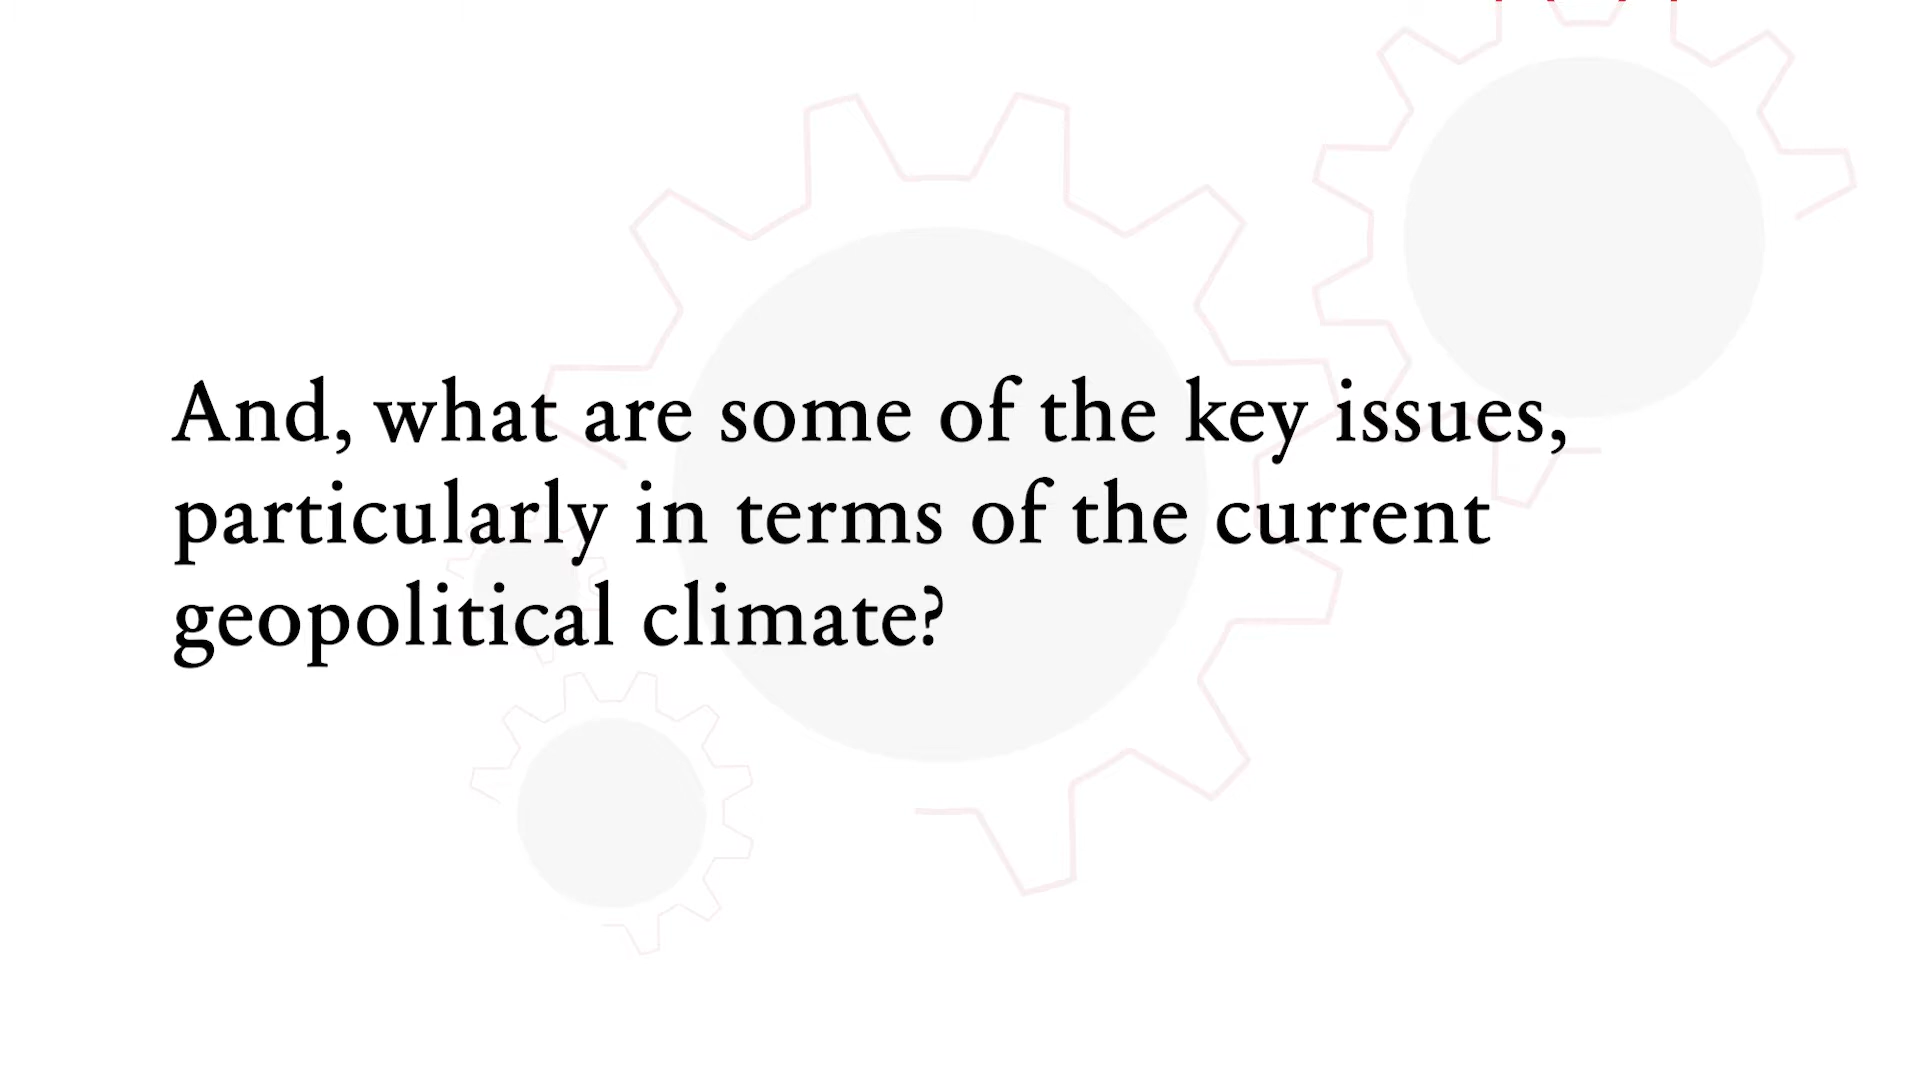 And, what are some of the key issues,
particularly in terms of the current
geopolitical climate?